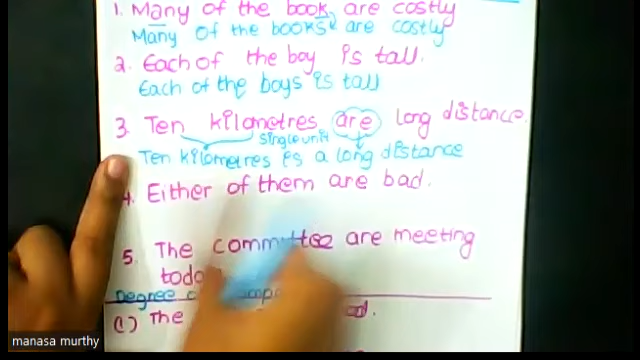 1. Many of the book are costly
Many of the books are costly
2. Each of the boy is tall.
Each of the boys is tall
3 Ten kilometres are long distance.
single unit
Ten kilometres is a long distance
4. Either of them are bad.
5. The committee are meeting
Degree
(1) The
manasa murthy